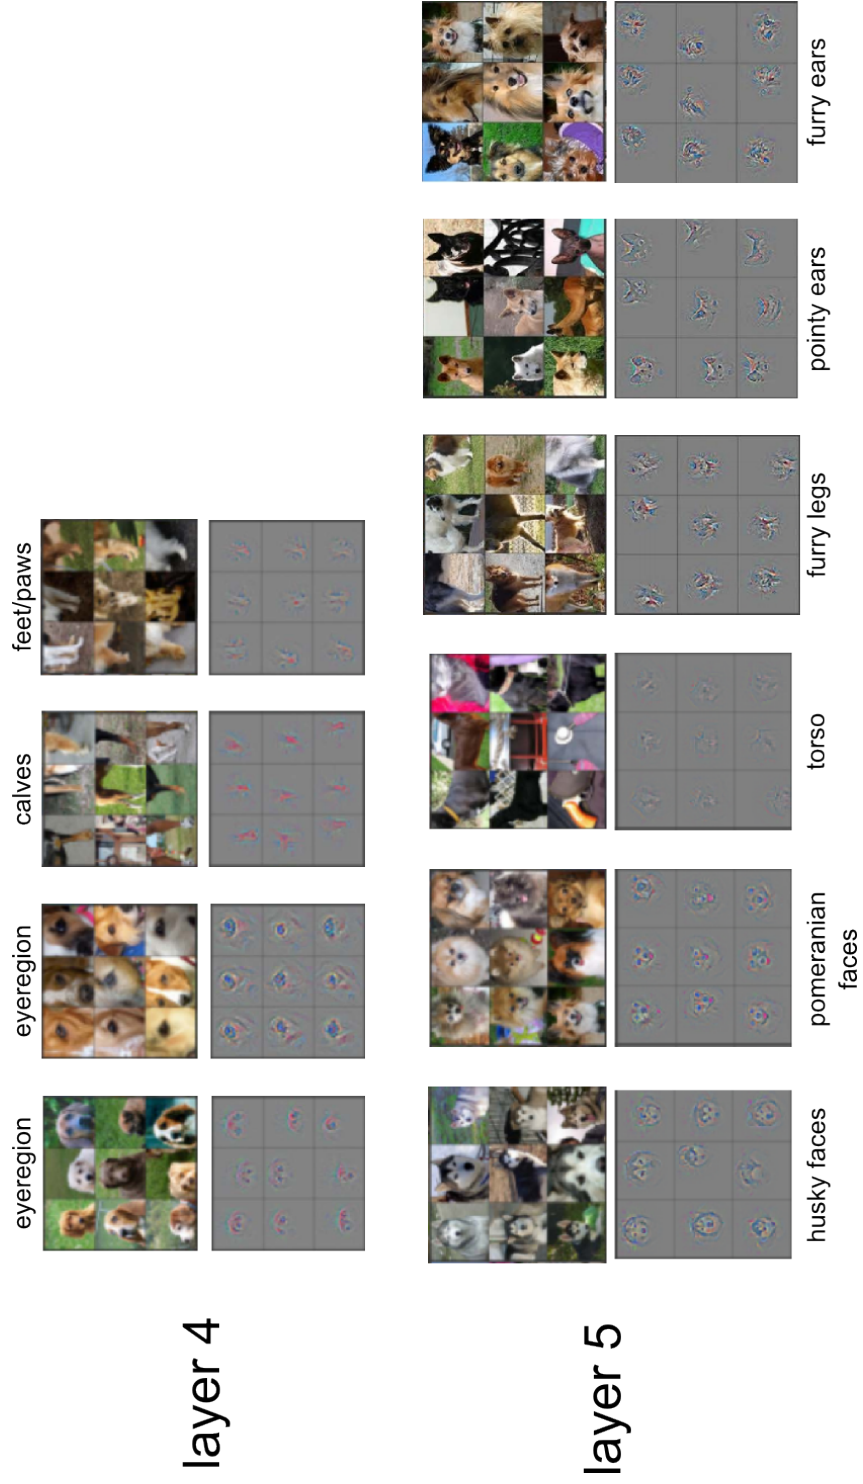 layer 4
eyeregion
eyeregion
calves
feet/paws
layer 5
husky faces
pomeranian
faces
torso
furry legs
pointy ears
furry ears